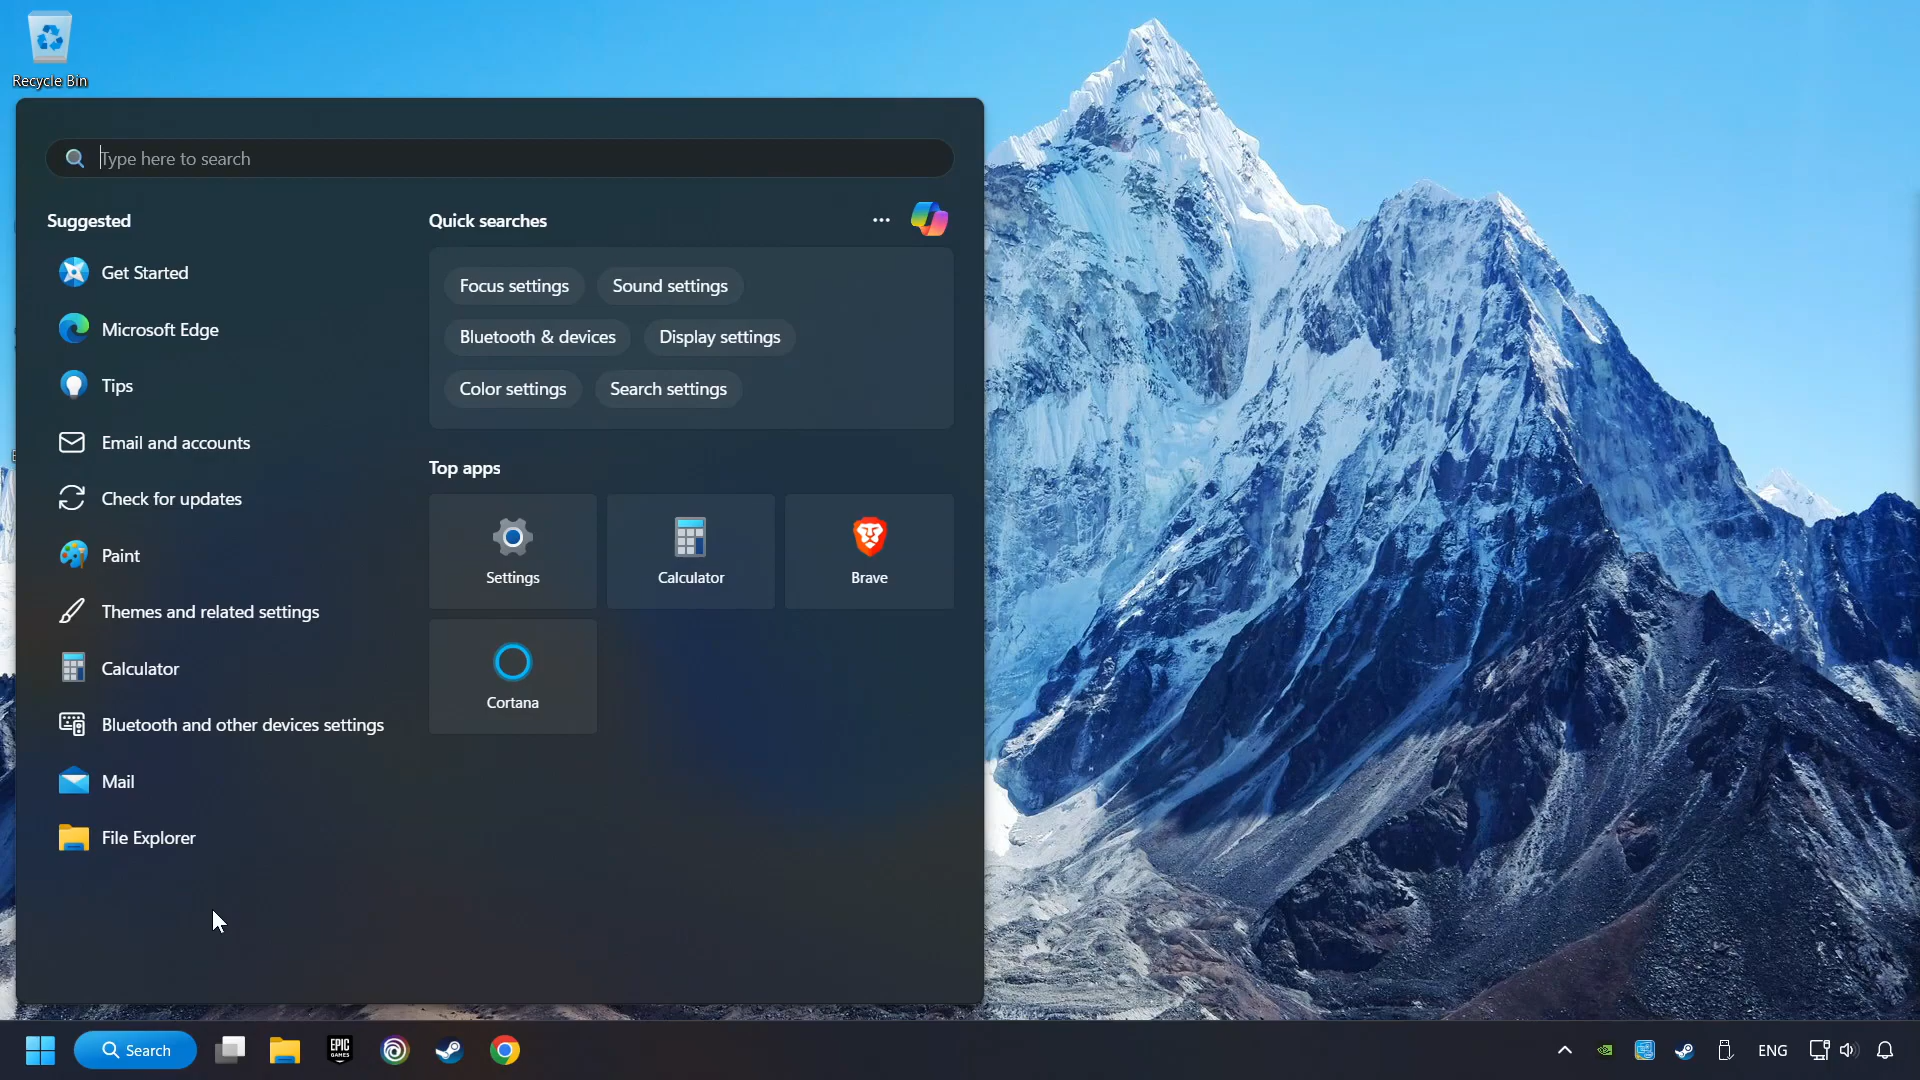 Recycle Bin
Type here to search
Suggested
Quick searches
Get Started
Microsoft Edge
Tips
Email and accounts
Check for updates
Paint
Themes and related settings
Calculator
Bluetooth and other devices settings
Mail
File Explorer
Focus settings
Sound settings
Bluetooth & devices
Display settings
Color settings
Search settings
Top apps
Settings
Calculator
Brave
Cortana
Search
EPIC
GAMES
ENG